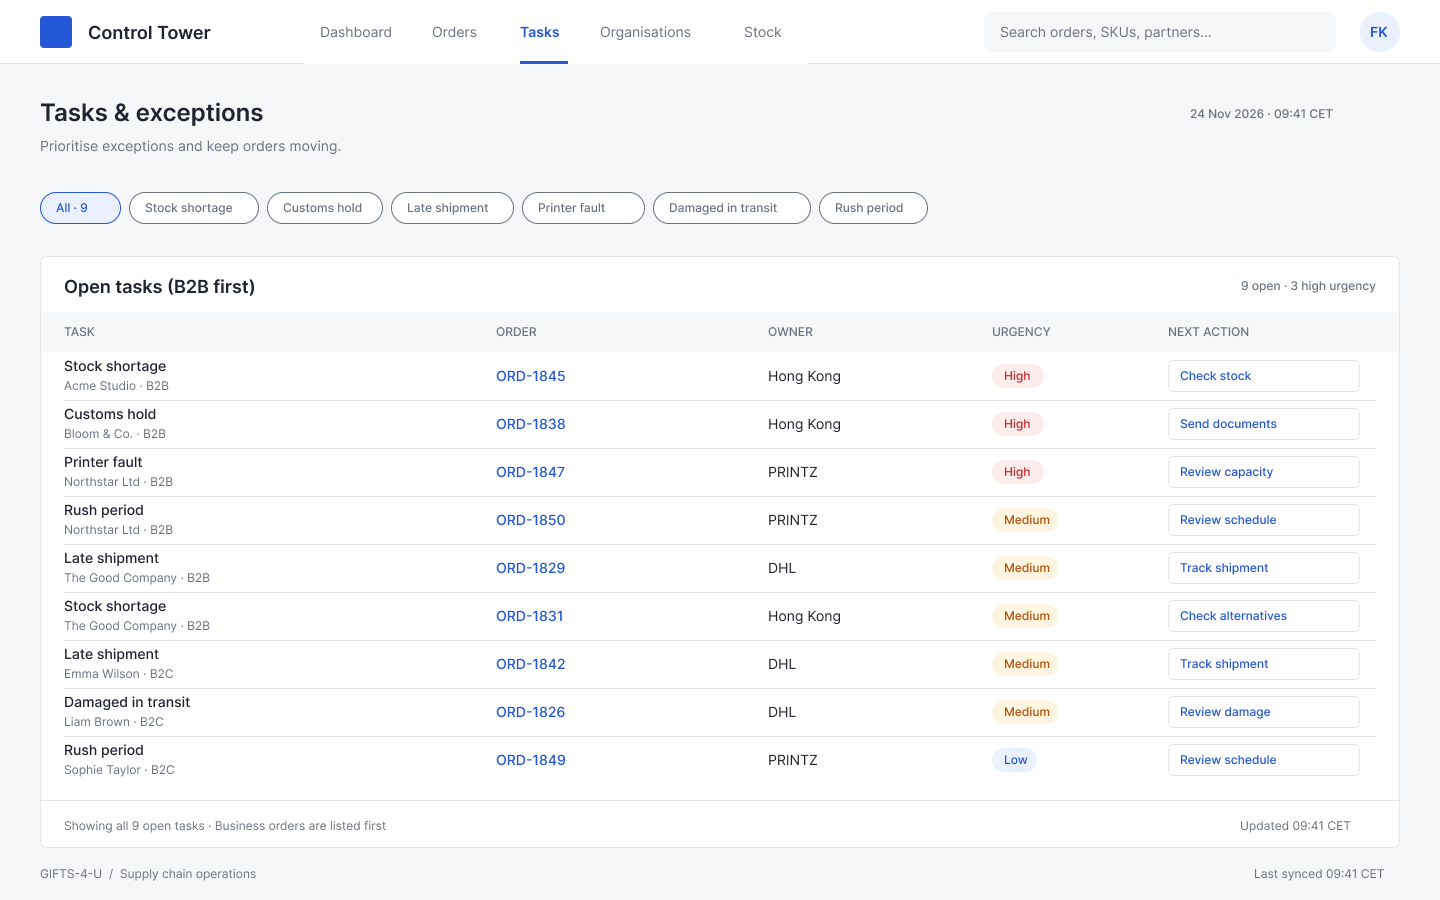 Control Tower
Dashboard Orders Tasks Organisations Stock
Search orders, SKUs, partners...
FK
Tasks & exceptions
24 Nov 2026 · 09:41 CET
Prioritise exceptions and keep orders moving.
All · 9 Stock shortage Customs hold Late shipment Printer fault Damaged in transit Rush period
Open tasks (B2B first)
9 open · 3 high urgency
TASK ORDER OWNER URGENCY NEXT ACTION
Stock shortage
Acme Studio · B2B
ORD-1845 Hong Kong High Check stock
Customs hold
Bloom & Co. · B2B
ORD-1838 Hong Kong High Send documents
Printer fault
Northstar Ltd · B2B
ORD-1847 PRINTZ High Review capacity
Rush period
Northstar Ltd · B2B
ORD-1850 PRINTZ Medium Review schedule
Late shipment
The Good Company · B2B
ORD-1829 DHL Medium Track shipment
Stock shortage
The Good Company · B2B
ORD-1831 Hong Kong Medium Check alternatives
Late shipment
Emma Wilson · B2C
ORD-1842 DHL Medium Track shipment
Damaged in transit
Liam Brown · B2C
ORD-1826 DHL Medium Review damage
Rush period
Sophie Taylor · B2C
ORD-1849 PRINTZ Low Review schedule
Showing all 9 open tasks · Business orders are listed first
Updated 09:41 CET
GIFTS-4-U / Supply chain operations
Last synced 09:41 CET